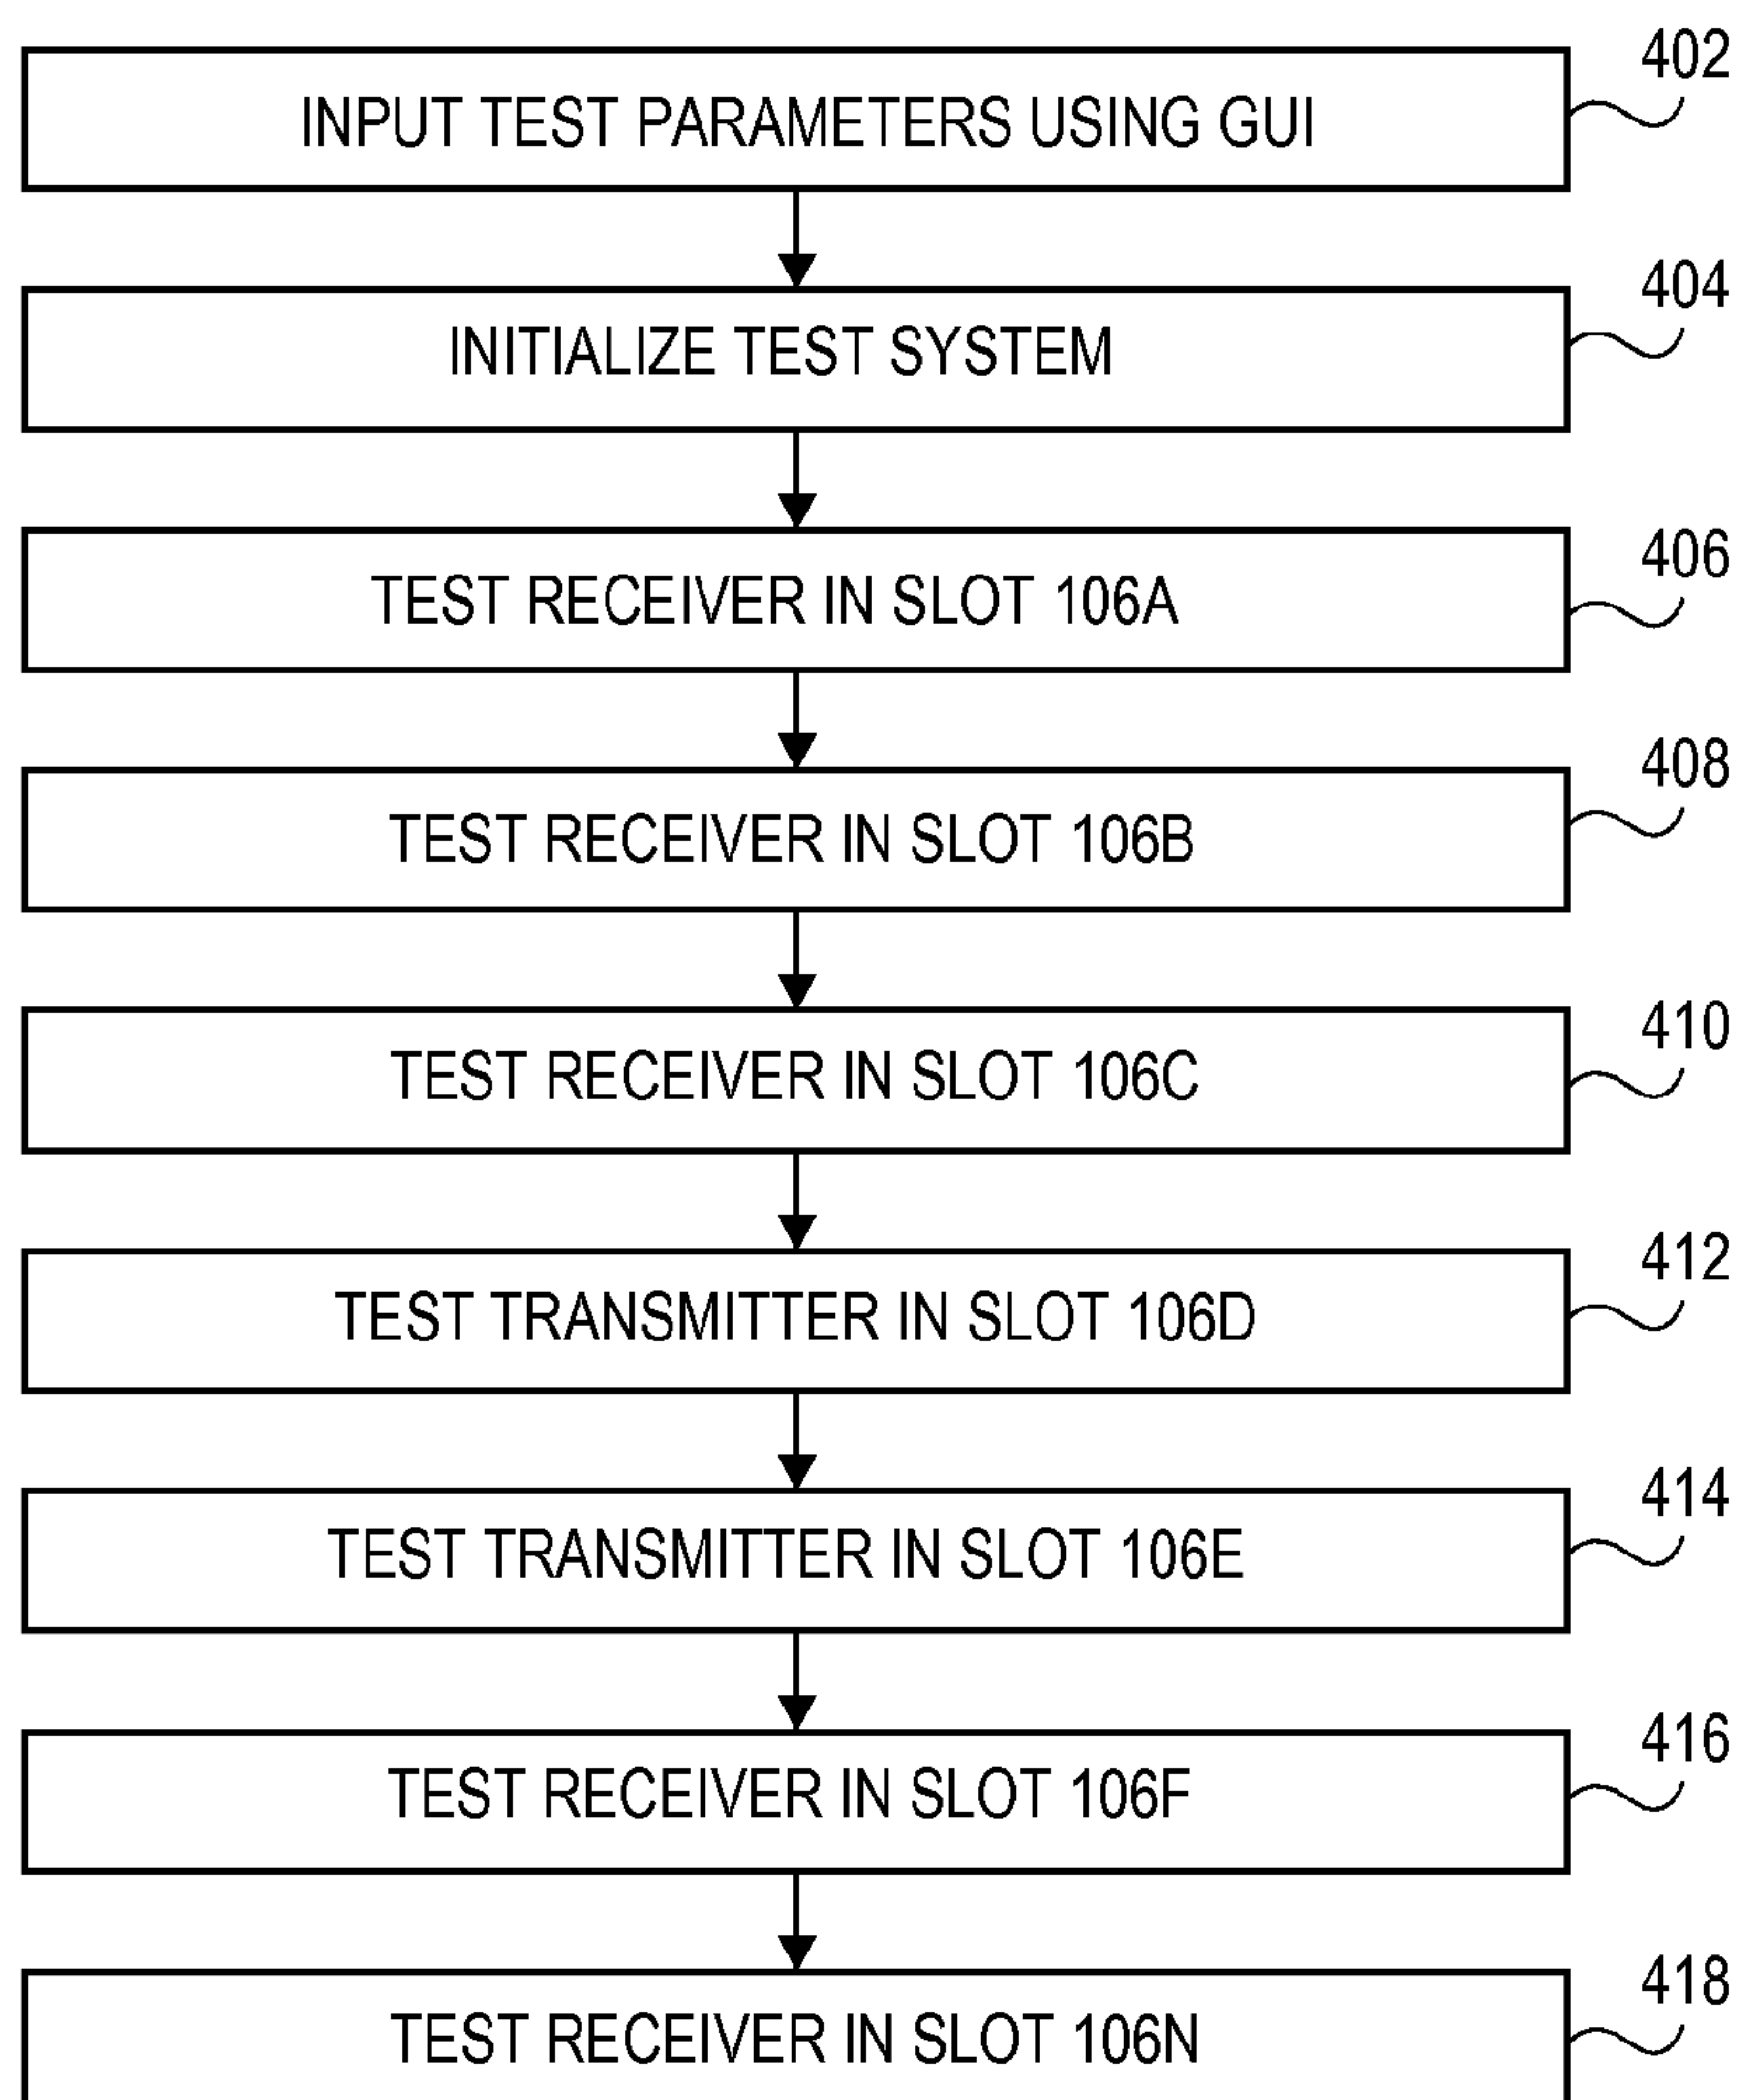 402
INPUT TEST PARAMETERS USING GUI
404
INITIALIZE TEST SYSTEM
406
TEST RECEIVER IN SLOT 106A
408
TEST RECEIVER IN SLOT 106B
410
TEST RECEIVER IN SLOT 106C
412
TEST TRANSMITTER IN SLOT 106D
414
TEST TRANSMITTER IN SLOT 106E
416
TEST RECEIVER IN SLOT 106F
418
TEST RECEIVER IN SLOT 106N